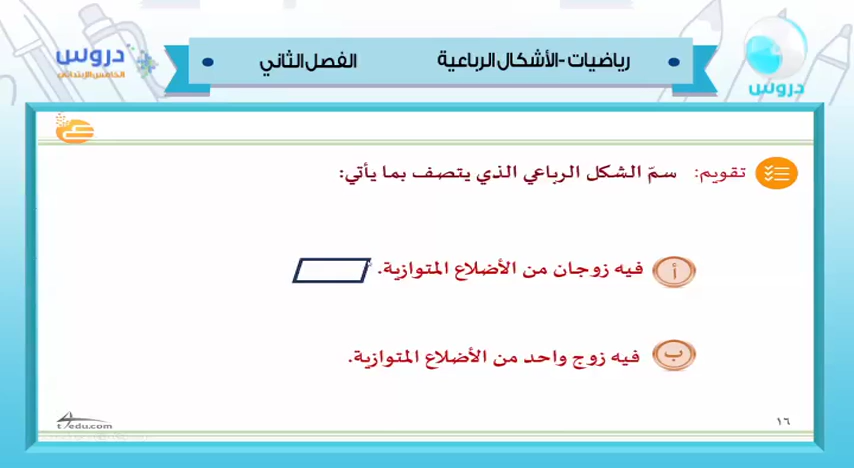 دروس
رياضيات - الأشكال الرباعية
الفصل الثاني
دروس
الخامس الابتدائي
تقويم: سمّ الشكل الرباعي الذي يتصف بما يأتي:
أ فيه زوجان من الأضلاع المتوازية.
ب فيه زوج واحد من الأضلاع المتوازية.
t4edu.com
١٦